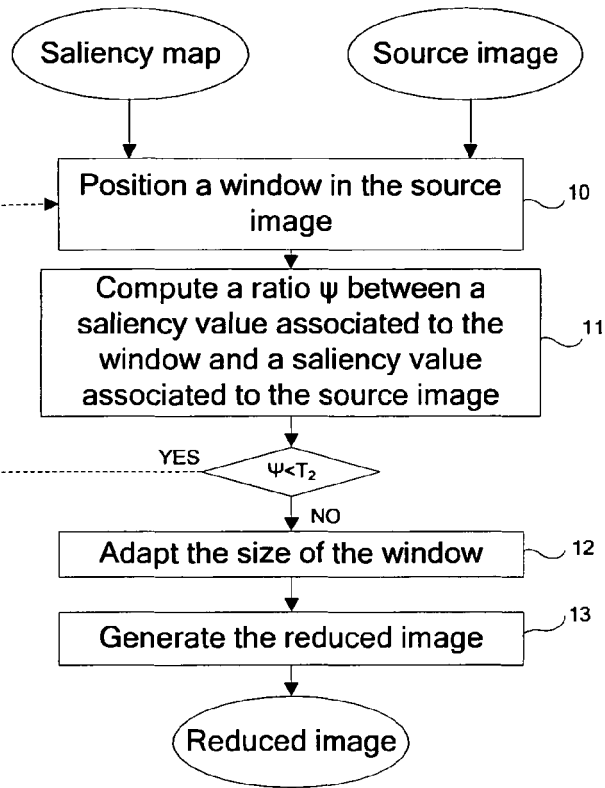 Saliency map
Source image
Position a window in the source
image
10
Compute a ratio ψ between a
saliency value associated to the
window and a saliency value
associated to the source image
11
YES
Ψ<T₂
NO
Adapt the size of the window
12
Generate the reduced image
13
Reduced image